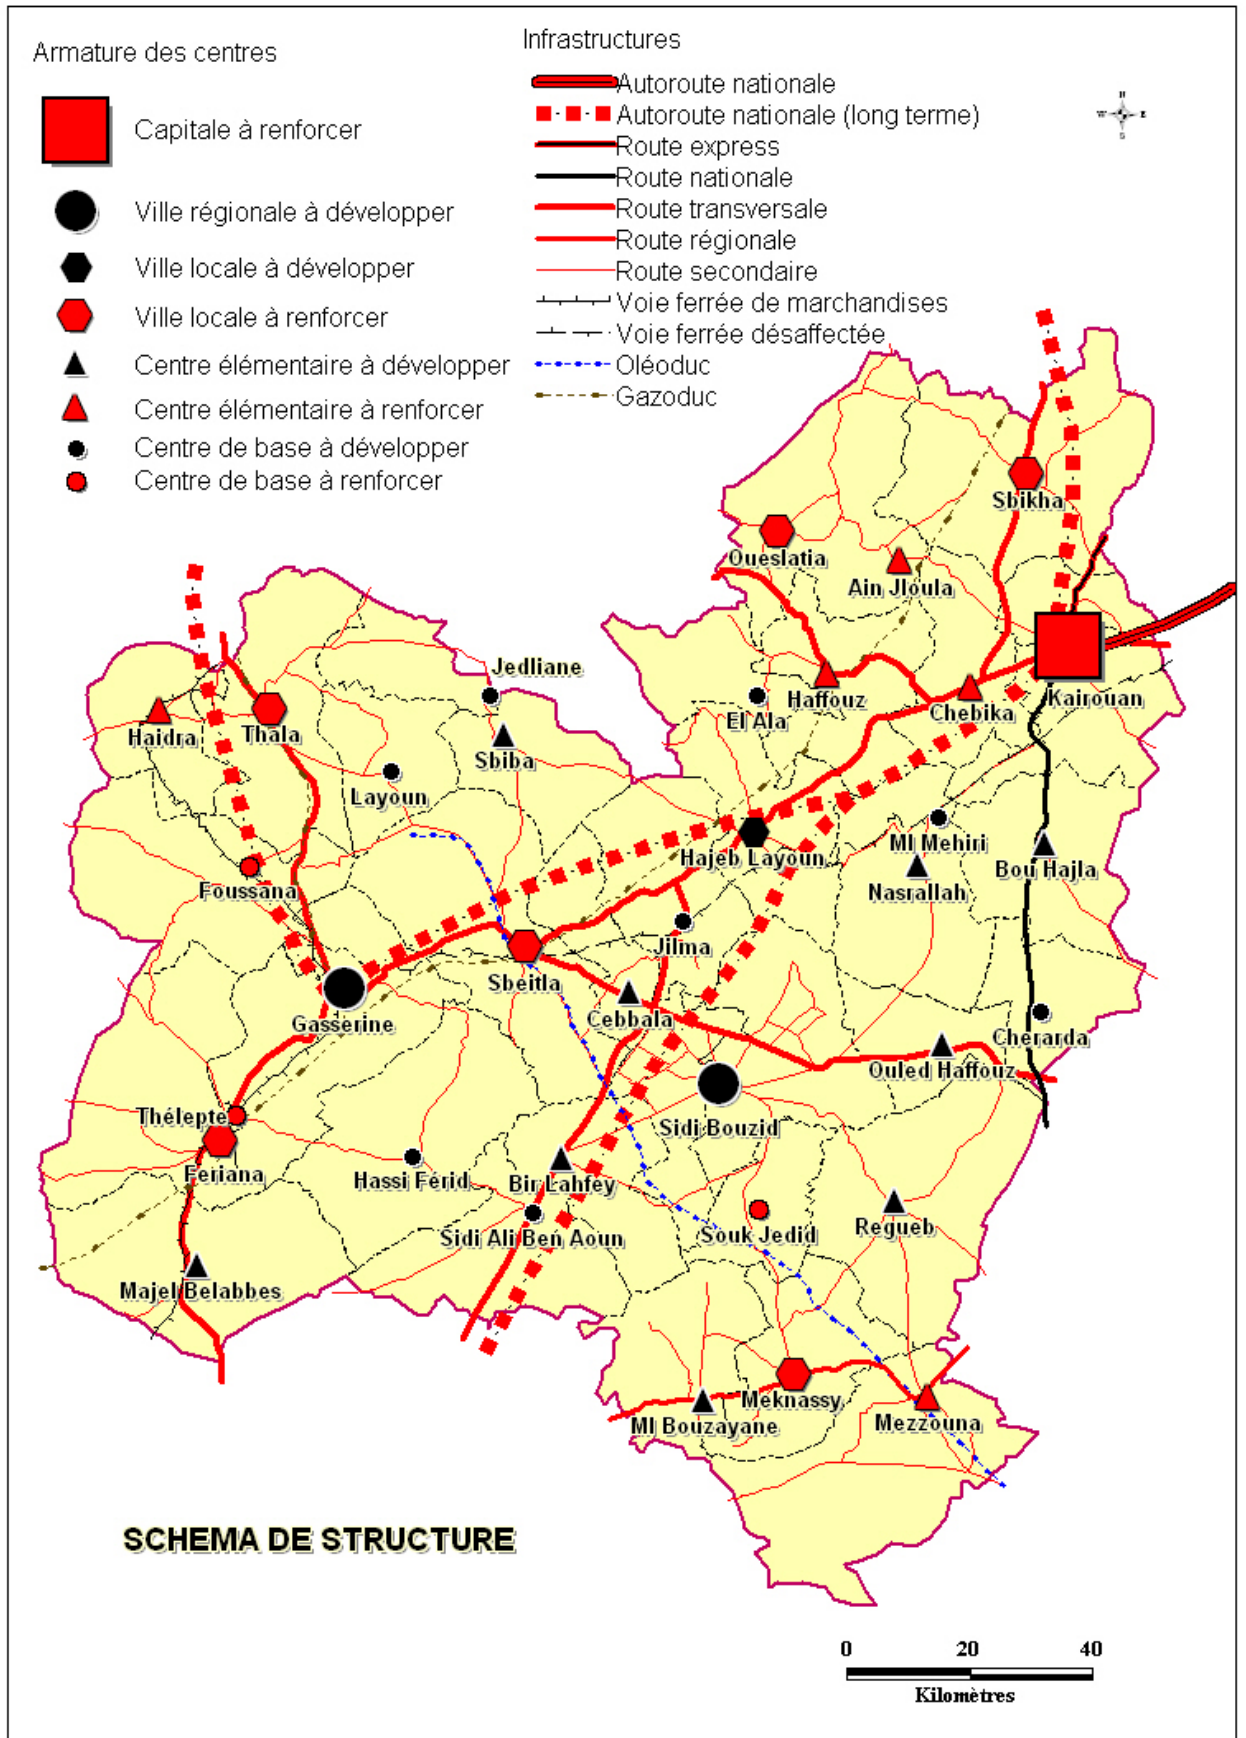 Armature des centres
Capitale à renforcer
Ville régionale à développer
Ville locale à développer
Ville locale à renforcer
Centre élémentaire à développer
Centre élémentaire à renforcer
Centre de base à développer
Centre de base à renforcer
Infrastructures
Autoroute nationale
Autoroute nationale (long terme)
Route express
Route nationale
Route transversale
Route régionale
Route secondaire
Voie ferrée de marchandises
Voie ferrée désaffectée
Oléoduc
Gazoduc
N
W E
S
Sbikha
Oueslatia
Ain Jloula
Jedliane
Haffouz
Kairouan
El Ala
Chebika
Haidra
Thala
Sbiba
Layoun
Ml Mehiri
Hajeb Layoun
Bou Hajla
Foussana
Nasrallah
Jilma
Sbeitla
Gasserine
Cebbala
Cherarda
Ouled Haffouz
Thélepte
Sidi Bouzid
Feriana
Hassi Férid
Bir Lahfey
Regueb
Sidi Ali Ben Aoun
Souk Jedid
Majel Belabbes
Meknassy
Ml Bouzayane
Mezzouna
SCHEMA DE STRUCTURE
0 20 40
Kilomètres